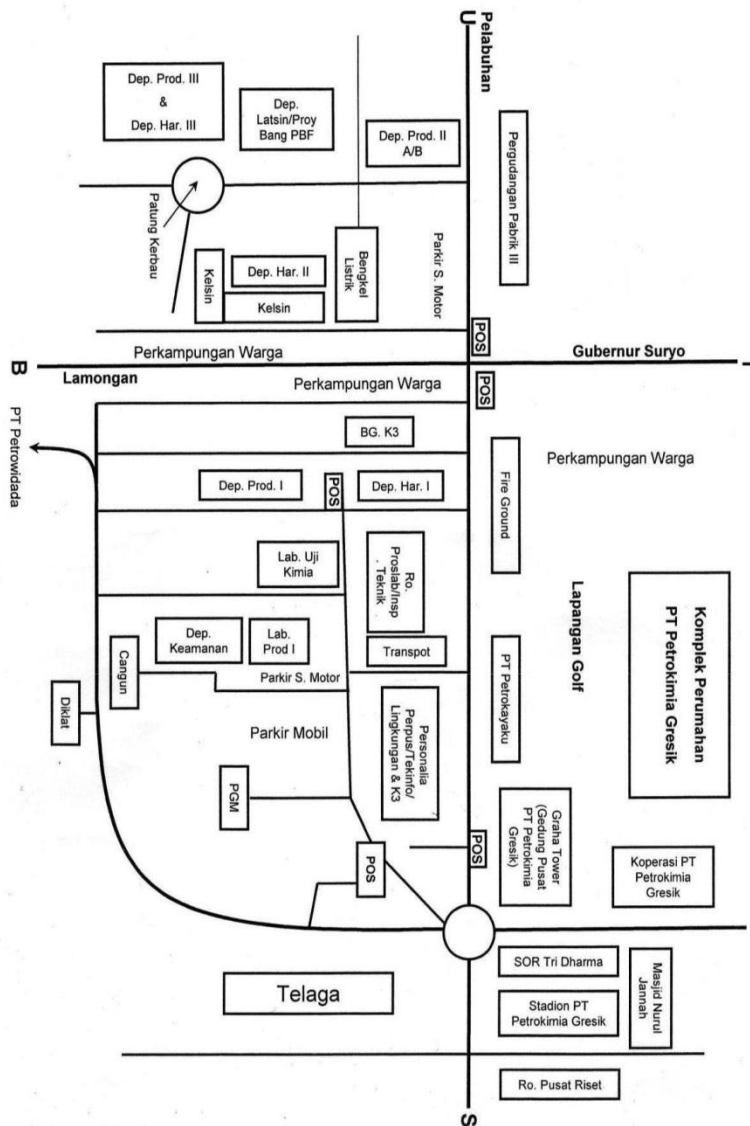 U
Pelabuhan
Dep. Prod. III
&
Dep. Har. III
Dep.
Latsin/Proy
Bang PBF
Dep. Prod. II
A/B
Pergudangan Pabrik III
Patung Kerbau
Kelsin
Dep. Har. II
Kelsin
Bengkel
Listrik
Parkir S. Motor
POS
Perkampungan Warga
Gubernur Suryo
B
Lamongan
Perkampungan Warga
POS
PT Petrowidada
BG. K3
Perkampungan Warga
Fire Ground
Dep. Prod. I
POS
Dep. Har. I
Lab. Uji
Kimia
Ro.
Proslab/Insp
. Teknik
Lapangan Golf
Komplek Perumahan
PT Petrokimia Gresik
Dep.
Keamanan
Lab.
Prod I
Transpot
PT Petrokayaku
Cangun
Parkir S. Motor
Diklat
Parkir Mobil
Personalia
Perpus/Tekinfo/
Lingkungan & K3
PGM
POS
POS
Graha Tower
(Gedung Pusat
PT Petrokimia
Gresik)
Koperasi PT
Petrokimia
Gresik
SOR Tri Dharma
Masjid Nurul
Jannah
Telaga
Stadion PT
Petrokimia Gresik
Ro. Pusat Riset
S